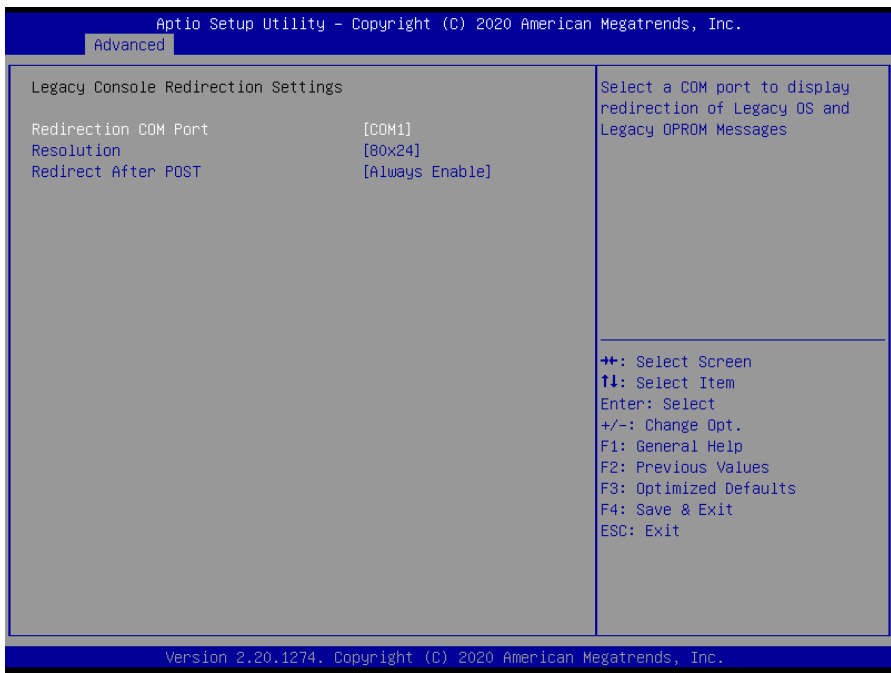 Aptio Setup Utility – Copyright (C) 2020 American Megatrends, Inc.
Advanced
Legacy Console Redirection Settings
Redirection COM Port [COM1]
Resolution [80x24]
Redirect After POST [Always Enable]
Select a COM port to display
redirection of Legacy OS and
Legacy OPROM Messages
→←: Select Screen
↑↓: Select Item
Enter: Select
+/-: Change Opt.
F1: General Help
F2: Previous Values
F3: Optimized Defaults
F4: Save & Exit
ESC: Exit
Version 2.20.1274. Copyright (C) 2020 American Megatrends, Inc.